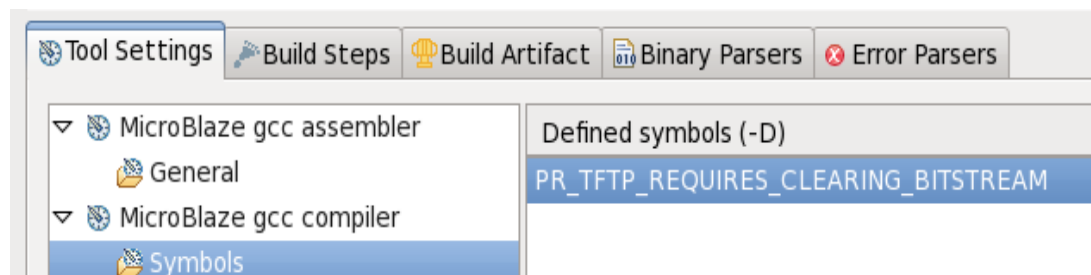 Tool Settings Build Steps Build Artifact Binary Parsers Error Parsers
MicroBlaze gcc assembler
Defined symbols (-D)
General
PR_TFTP_REQUIRES_CLEARING_BITSTREAM
MicroBlaze gcc compiler
Symbols